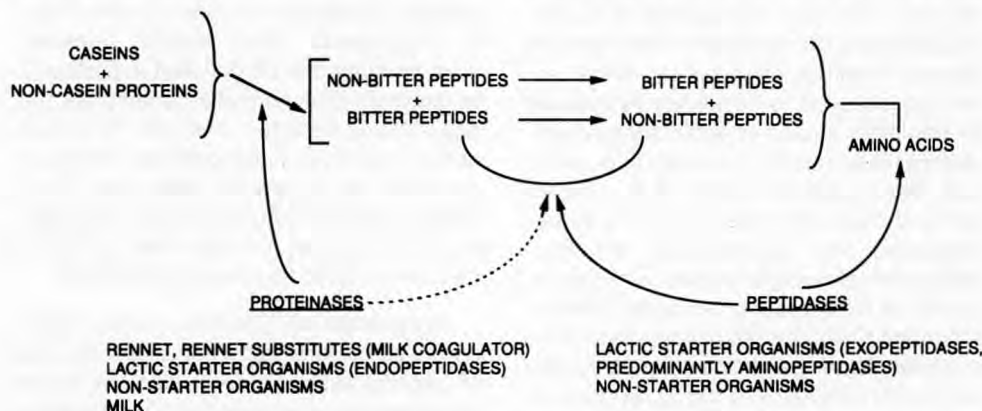 CASEINS
+
NON-CASEIN PROTEINS
NON-BITTER PEPTIDES
+
BITTER PEPTIDES
BITTER PEPTIDES
+
NON-BITTER PEPTIDES
AMINO ACIDS
PROTEINASES
RENNET, RENNET SUBSTITUTES (MILK COAGULATOR)
LACTIC STARTER ORGANISMS (ENDOPEPTIDASES)
NON-STARTER ORGANISMS
MILK
PEPTIDASES
LACTIC STARTER ORGANISMS (EXOPEPTIDASES,
PREDOMINANTLY AMINOPEPTIDASES)
NON-STARTER ORGANISMS